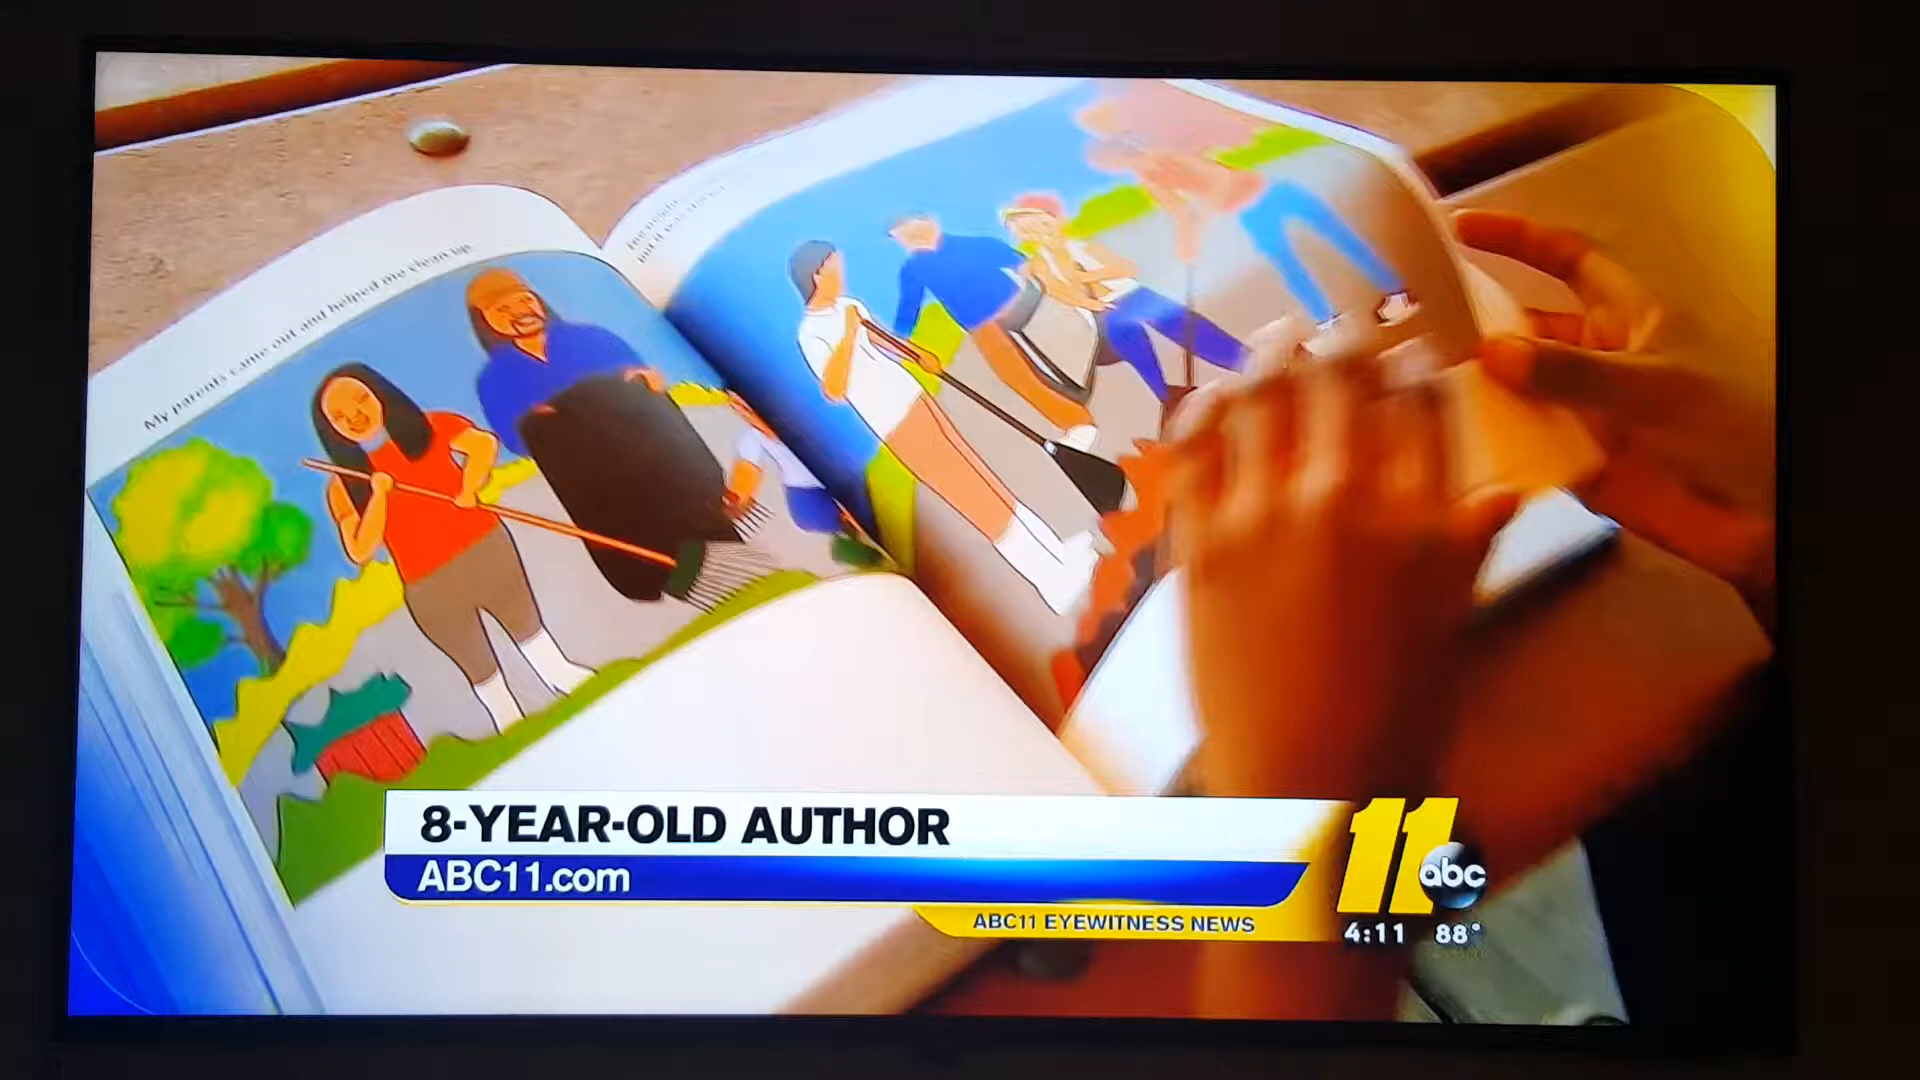 My parents came out and helped me clean up.
8-YEAR-OLD AUTHOR
ABC11.com
ABC11 EYEWITNESS NEWS
11
abc
4:11 88°